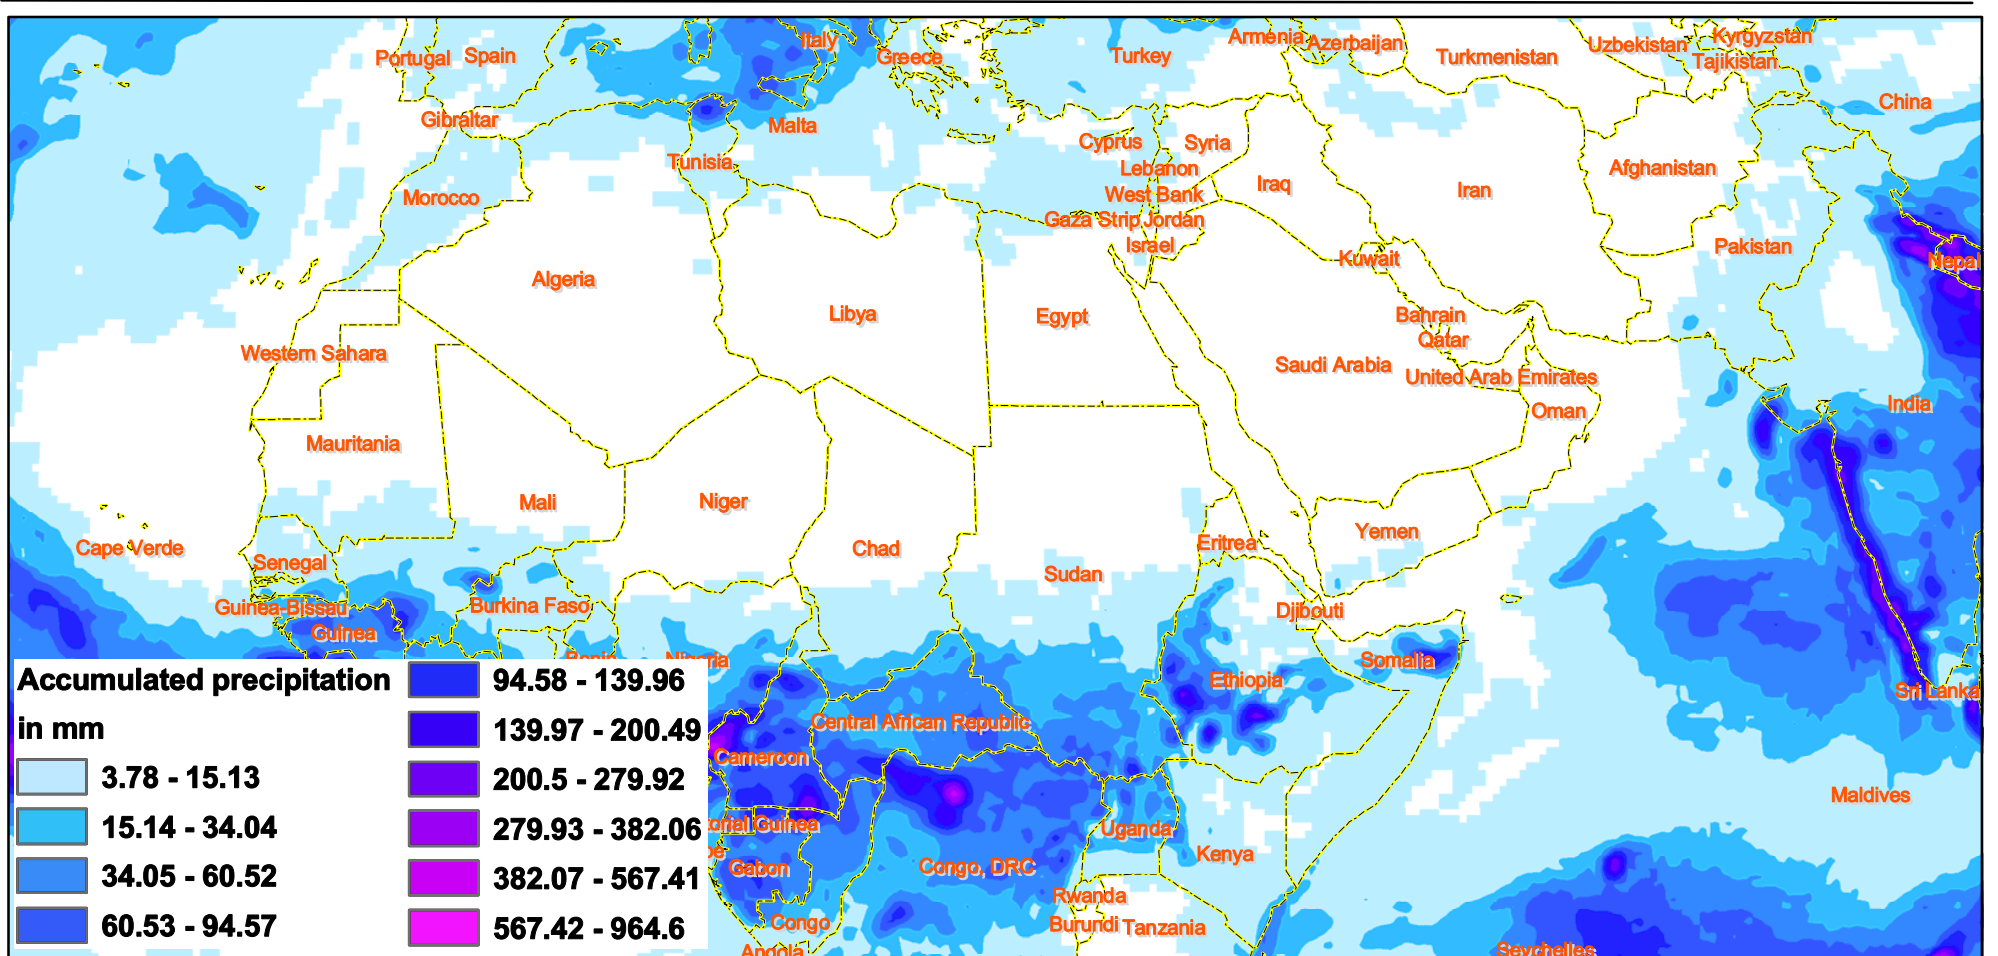 Italy
Portugal Spain
Greece
Turkey
Armenia
Azerbaijan
Turkmenistan
Uzbekistan
Kyrgyzstan
Tajikistan
China
Gibraltar
Malta
Cyprus
Syria
Tunisia
Lebanon
Afghanistan
Morocco
West Bank
Iraq
Iran
Gaza Strip Jordan
Israel
Kuwait
Pakistan
Nepal
Algeria
Libya
Egypt
Bahrain
Qatar
Western Sahara
Saudi Arabia
United Arab Emirates
Oman
India
Mauritania
Mali
Niger
Cape Verde
Senegal
Chad
Sudan
Eritrea
Yemen
Guinea-Bissau
Guinea
Burkina Faso
Djibouti
Benin
Nigeria
Somalia
Ethiopia
Sri Lanka
Central African Republic
Cameroon
Maldives
torial Guinea
Uganda
Kenya
pe
Gabon
Congo, DRC
Rwanda
Congo
Burundi Tanzania
Angola
Seychelles
Accumulated precipitation
in mm
3.78 - 15.13
15.14 - 34.04
34.05 - 60.52
60.53 - 94.57
94.58 - 139.96
139.97 - 200.49
200.5 - 279.92
279.93 - 382.06
382.07 - 567.41
567.42 - 964.6